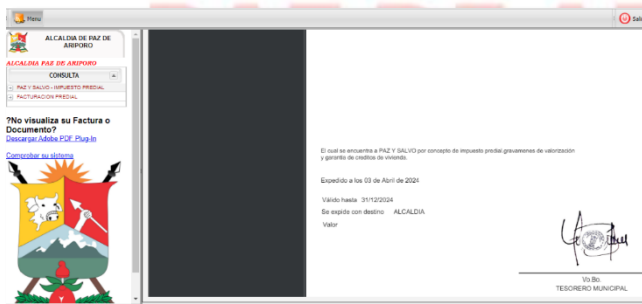 Menu
Sali
ALCALDIA DE PAZ DE
ARIPORO
ALCALDIA PAZ DE ARIPORO
CONSULTA
PAZ Y SALVO - IMPUESTO PREDIAL
FACTURACION PREDIAL
?No visualiza su Factura o
Documento?
Descargar Adobe PDF Plug-In
Comprobar su sistema
El cual se encuentra a PAZ Y SALVO por concepto de impuesto predial gravamenes de valorización
y garantia de creditos de vivienda.
Expedido a los 03 de Abril de 2024
Válido hasta 31/12/2024
Se expide con destino ALCALDIA
Valor
Vo.Bo.
TESORERO MUNICIPAL